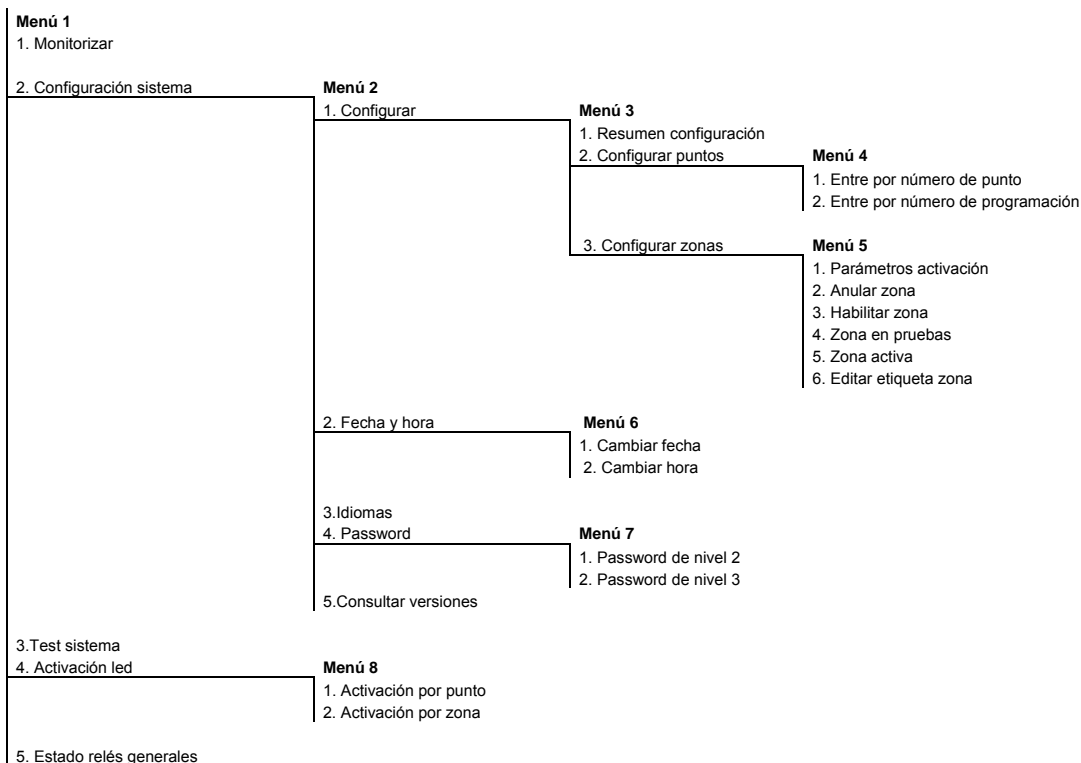 Menú 1
1. Monitorizar
2. Configuración sistema
Menú 2
1. Configurar
Menú 3
1. Resumen configuración
2. Configurar puntos
Menú 4
1. Entre por número de punto
2. Entre por número de programación
3. Configurar zonas
Menú 5
1. Parámetros activación
2. Anular zona
3. Habilitar zona
4. Zona en pruebas
5. Zona activa
6. Editar etiqueta zona
2. Fecha y hora
Menú 6
1. Cambiar fecha
2. Cambiar hora
3.Idiomas
4. Password
Menú 7
1. Password de nivel 2
2. Password de nivel 3
5.Consultar versiones
3.Test sistema
4. Activación led
Menú 8
1. Activación por punto
2. Activación por zona
5. Estado relés generales